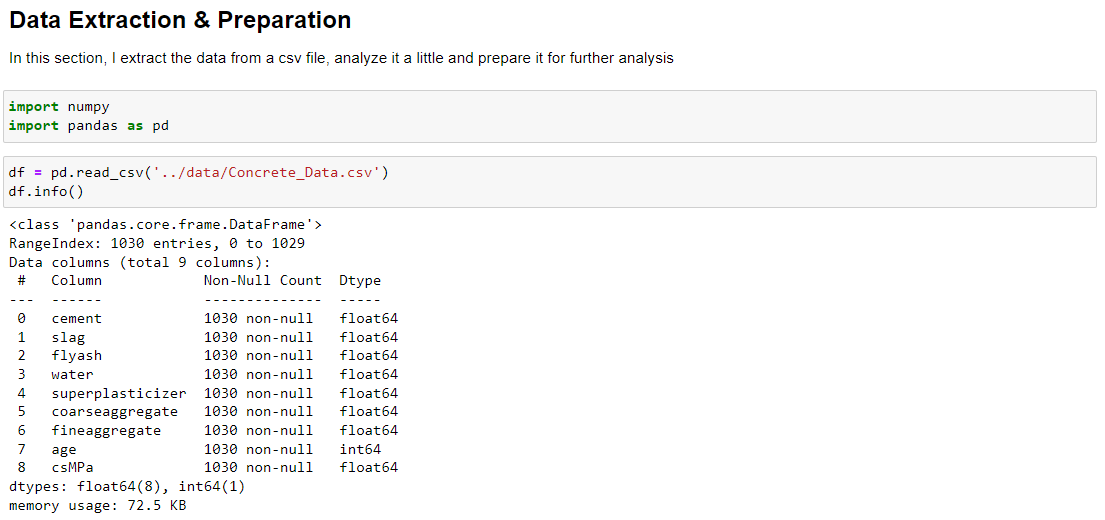 Data Extraction & Preparation
In this section, I extract the data from a csv file, analyze it a little and prepare it for further analysis
import numpy
import pandas as pd
df = pd.read_csv('../data/Concrete_Data.csv')
df.info()
<class 'pandas.core.frame.DataFrame'>
RangeIndex: 1030 entries, 0 to 1029
Data columns (total 9 columns):
 #   Column            Non-Null Count  Dtype
---  ------            --------------  -----
 0   cement            1030 non-null   float64
 1   slag              1030 non-null   float64
 2   flyash            1030 non-null   float64
 3   water             1030 non-null   float64
 4   superplasticizer  1030 non-null   float64
 5   coarseaggregate   1030 non-null   float64
 6   fineaggregate     1030 non-null   float64
 7   age               1030 non-null   int64
 8   csMPa             1030 non-null   float64
dtypes: float64(8), int64(1)
memory usage: 72.5 KB